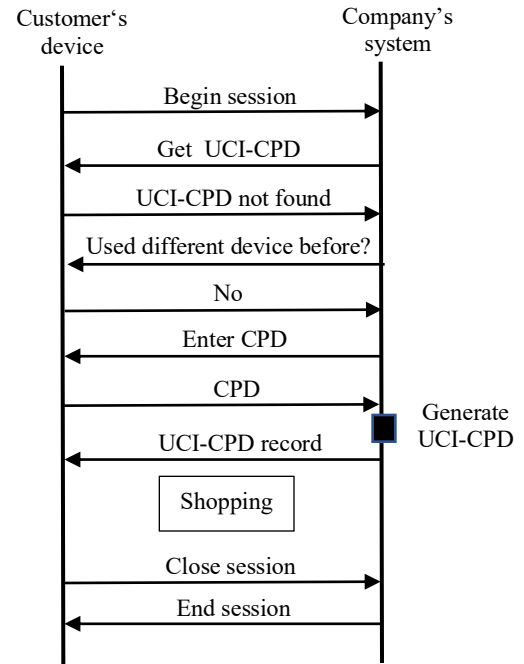 Customer‘s
device
Company’s
system
Begin session
Get UCI-CPD
UCI-CPD not found
Used different device before?
No
Enter CPD
CPD
Generate
UCI-CPD
UCI-CPD record
Shopping
Close session
End session